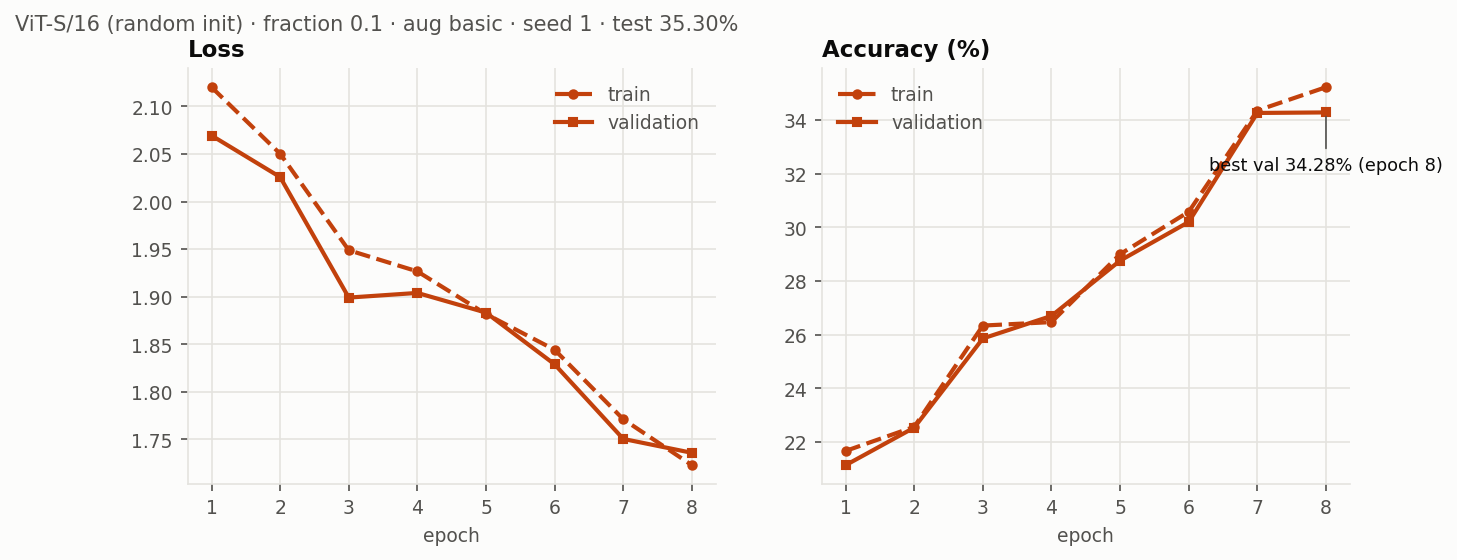 ViT-S/16 (random init) · fraction 0.1 · aug basic · seed 1 · test 35.30%
Loss
train
validation
2.10
2.05
2.00
1.95
1.90
1.85
1.80
1.75
1 2 3 4 5 6 7 8
epoch
Accuracy (%)
train
validation
best val 34.28% (epoch 8)
34
32
30
28
26
24
22
1 2 3 4 5 6 7 8
epoch